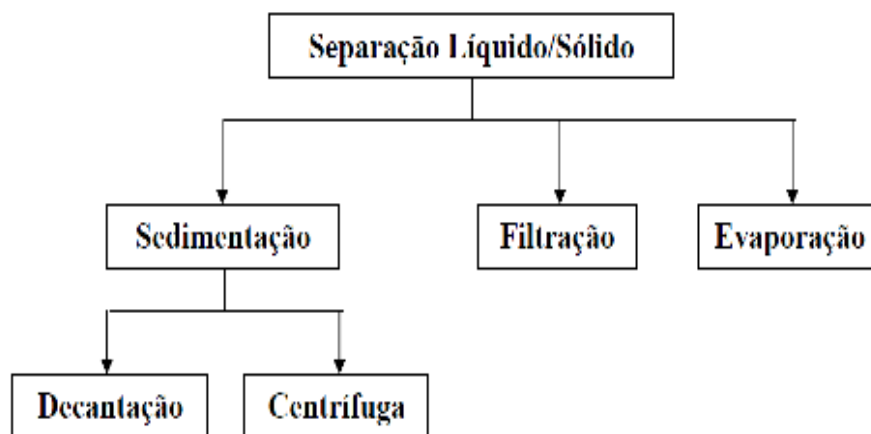 Separação Líquido/Sólido
Sedimentação
Filtração
Evaporação
Decantação
Centrífuga